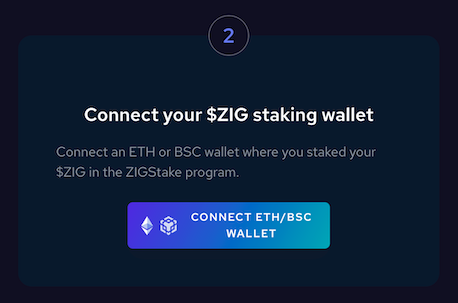 2
Connect your $ZIG staking wallet
Connect an ETH or BSC wallet where you staked your
$ZIG in the ZIGStake program.
CONNECT ETH/BSC
WALLET